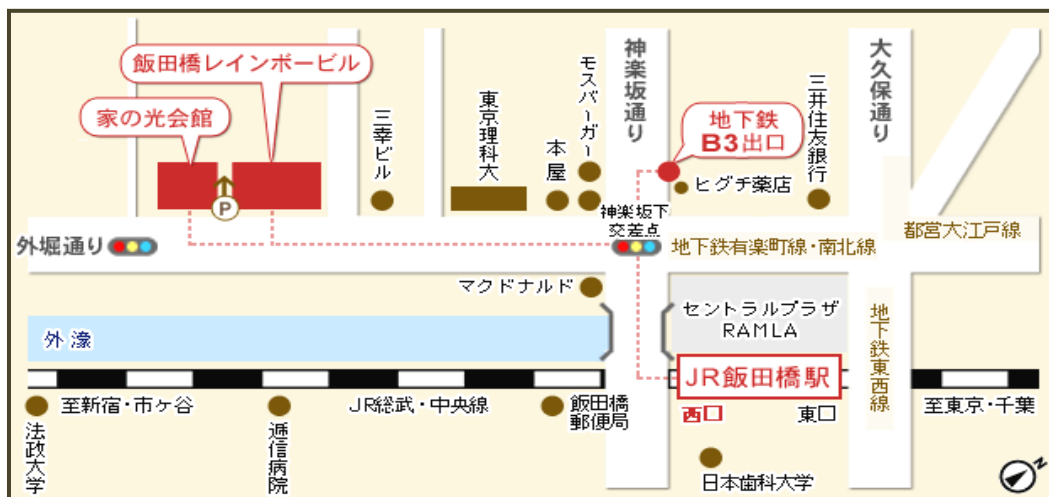 飯田橋レインボービル
家の光会館
P
三幸ビル
東京理科大
本屋
モスバーガー
神楽坂通り
地下鉄
B3出口
ヒグチ薬店
三井住友銀行
大久保通り
外堀通り
神楽坂下
交差点
地下鉄有楽町線・南北線
都営大江戸線
マクドナルド
セントラルプラザ
RAMLA
地下鉄東西線
外濠
JR飯田橋駅
西口
東口
至新宿・市ヶ谷
JR総武・中央線
飯田橋
郵便局
至東京・千葉
法政大学
逓信病院
日本歯科大学
N